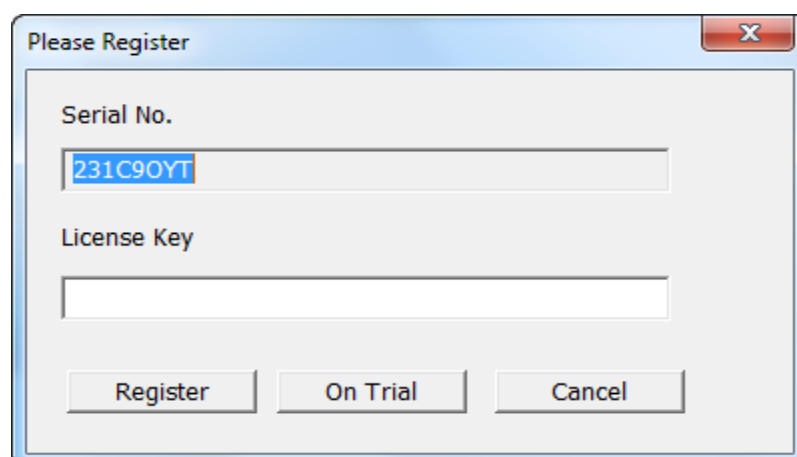 Please Register
Serial No.
231C9OYT
License Key
Register On Trial Cancel